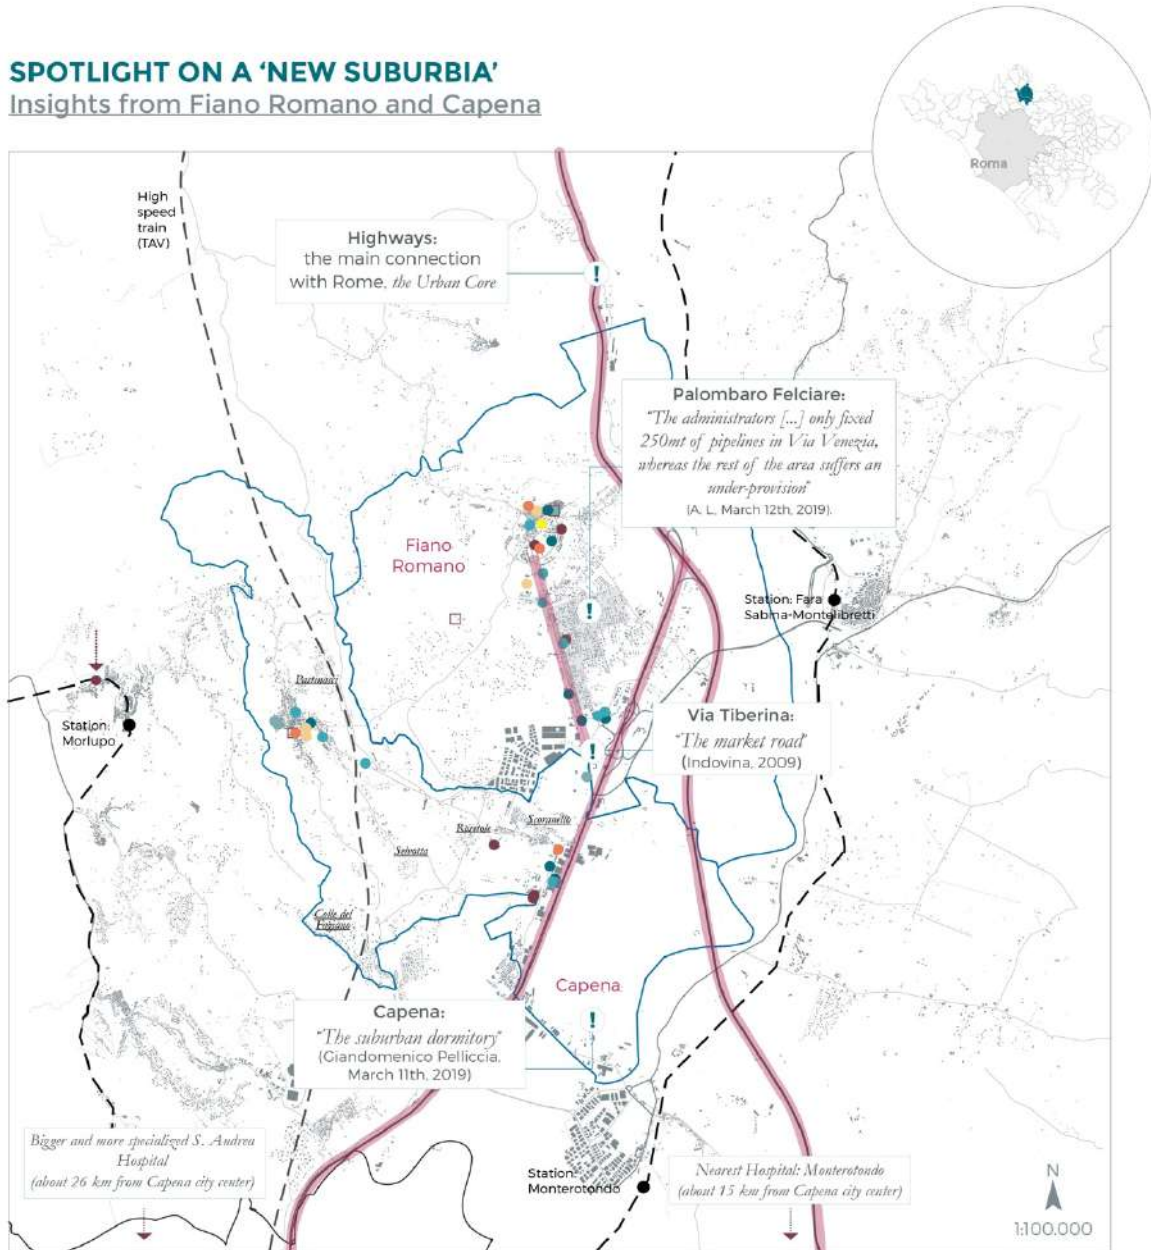 SPOTLIGHT ON A ‘NEW SUBURBIA’
Insights from Fiano Romano and Capena
Roma
High
speed
train
(TAV)
Highways:
the main connection
with Rome, the Urban Core
!
Palombaro Felciare:
"The administrators [...] only fixed
250mt of pipelines in Via Venezia,
whereas the rest of the area suffers an
under-provision"
(A. L, March 12th, 2019).
Fiano
Romano
!
Station: Fara
Sabina-Montelibretti
Station:
Morlupo
Via Tiberina:
"The market road"
(Indovina, 2009)
!
Scoranello
Selvotta
Colle del
Fagiano
Capena
!
Capena:
"The suburban dormitory"
(Giandomenico Pelliccia,
March 11th, 2019)
Bigger and more specialized S. Andrea
Hospital
(about 26 km from Capena city center)
Station:
Monterotondo
Nearest Hospital: Monterotondo
(about 15 km from Capena city center)
N
1:100.000